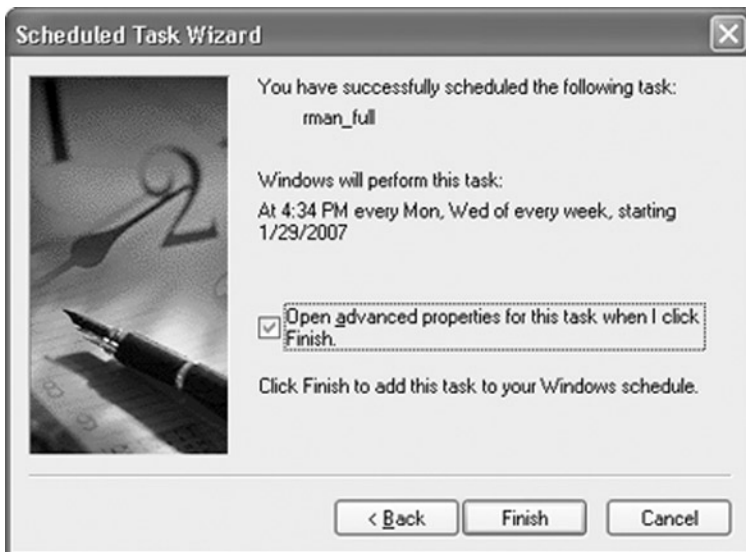 Scheduled Task Wizard
You have successfully scheduled the following task:
rman_full
Windows will perform this task:
At 4:34 PM every Mon, Wed of every week, starting
1/29/2007
Open advanced properties for this task when I click
Finish.
Click Finish to add this task to your Windows schedule.
< Back
Finish
Cancel